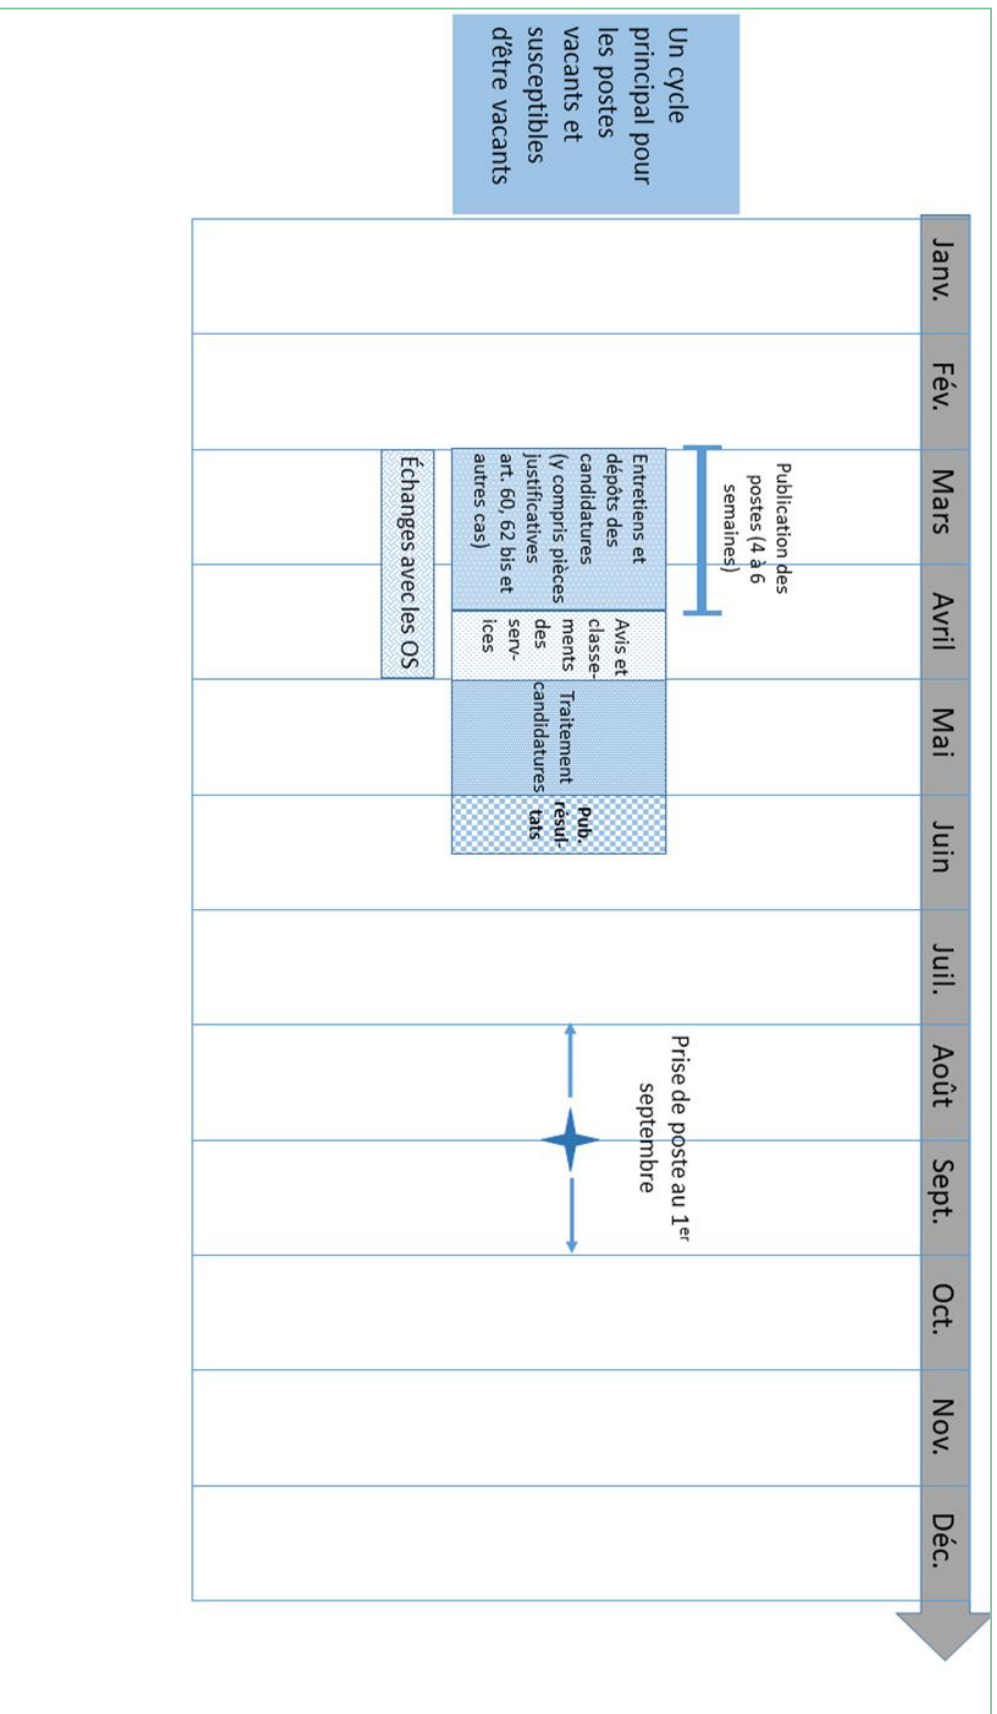 Janv.
Fév.
Mars
Avril
Mai
Juin
Juil.
Août
Sept.
Oct.
Nov.
Déc.
Un cycle
principal pour
les postes
vacants et
susceptibles
d'être vacants
Publication des
postes (4 à 6
semaines)
Entretiens et
dépôts des
candidatures
(y compris pièces
justificatives
art. 60, 62 bis et
autres cas)
Avis et
classe-
ments
des
serv-
ices
Traitement
candidatures
Pub.
résul-
tats
Échanges avec les OS
Prise de poste au 1er
septembre